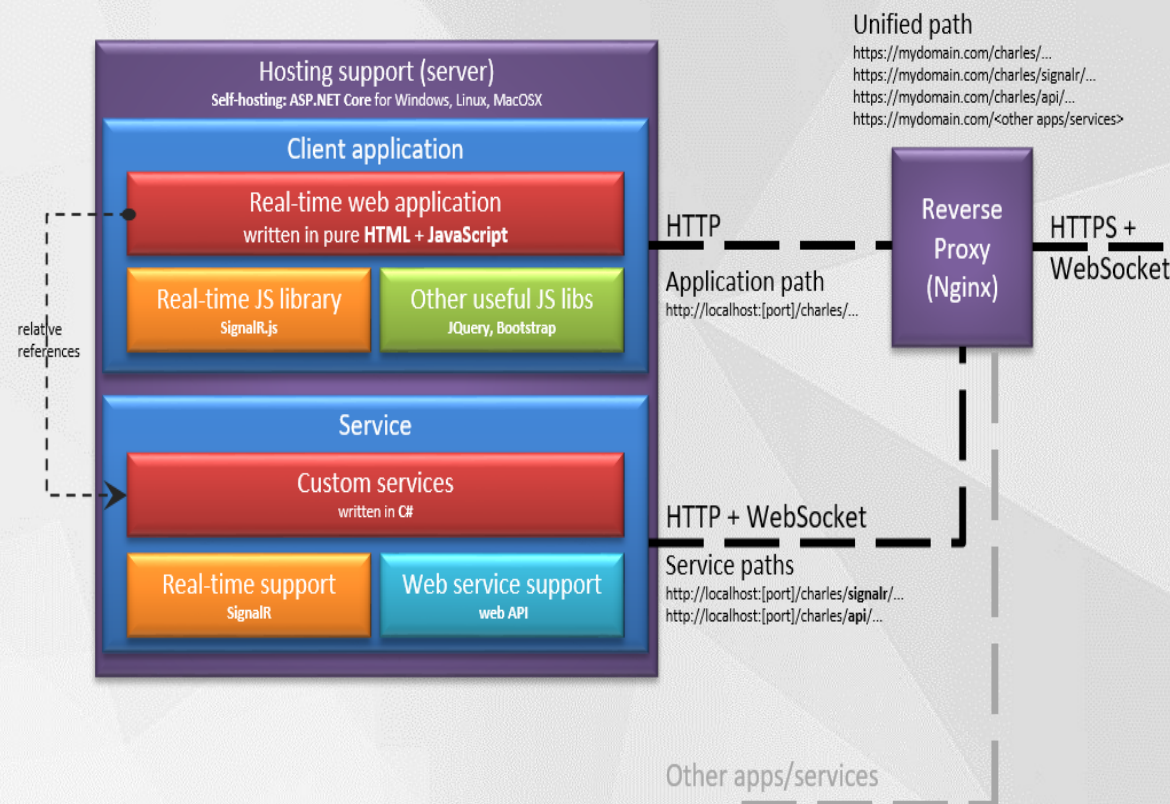 Unified path
https://mydomain.com/charles/...
https://mydomain.com/charles/signalr/...
https://mydomain.com/charles/api/...
https://mydomain.com/<other apps/services>
Hosting support (server)
Self-hosting: ASP.NET Core for Windows, Linux, MacOSX
Client application
Real-time web application
written in pure HTML + JavaScript
Real-time JS library
SignalR.js
Other useful JS libs
JQuery, Bootstrap
relative
references
Service
Custom services
written in C#
Real-time support
SignalR
Web service support
web API
HTTP
Application path
http://localhost:[port]/charles/...
Reverse
Proxy
(Nginx)
HTTPS +
WebSocket
HTTP + WebSocket
Service paths
http://localhost:[port]/charles/signalr/...
http://localhost:[port]/charles/api/...
Other apps/services